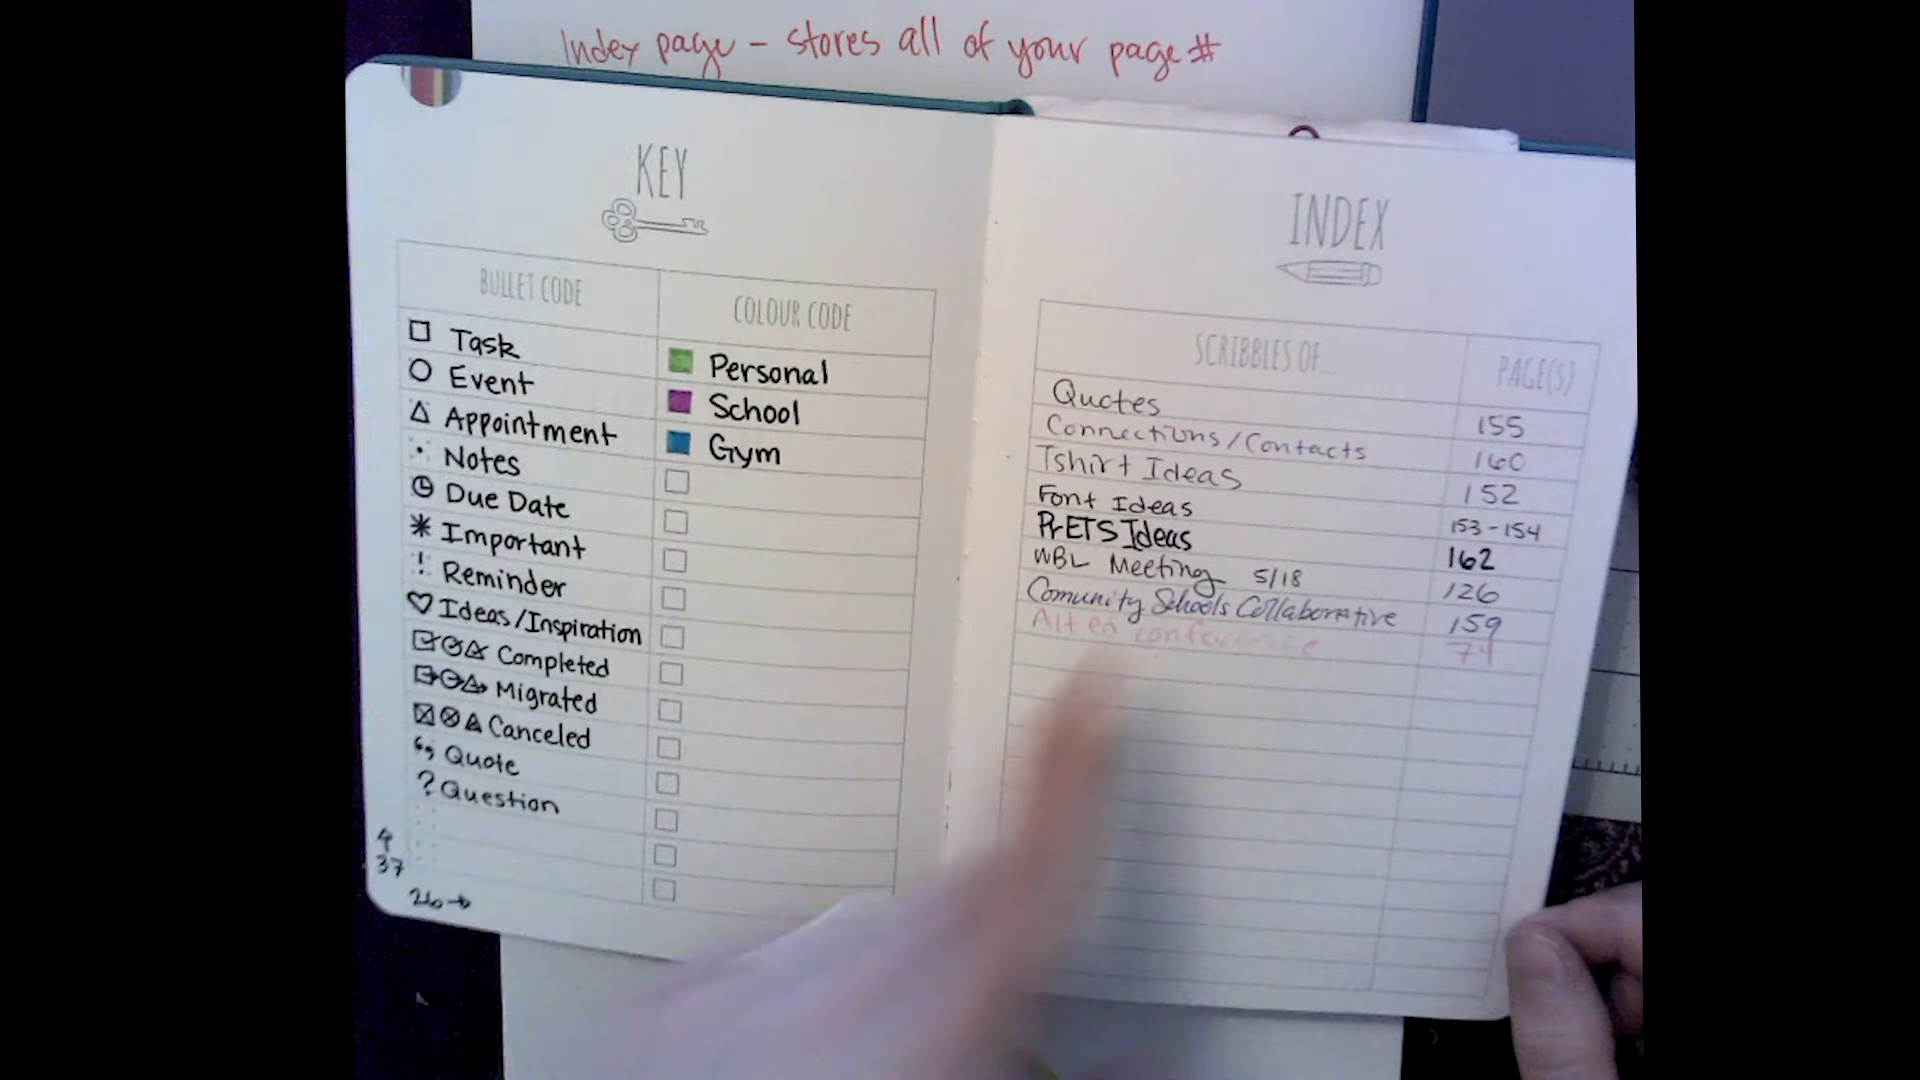 Index page - stores all of your page #
KEY
BULLET CODE
COLOUR CODE
Task
Event
Appointment
Notes
Due Date
Important
! Reminder
Ideas/Inspiration
Completed
Migrated
Canceled
Quote
? Question
37
26
Personal
School
Gym
INDEX
SCRIBBLES OF... PAGE(S)
Quotes 155
Connections/Contacts 160
Tshirt Ideas 152
Font Ideas 153-154
PrETS Ideas 162
WBL Meeting 5/18 126
Comunity Schools Collaborative 159
Alt ed conference 74